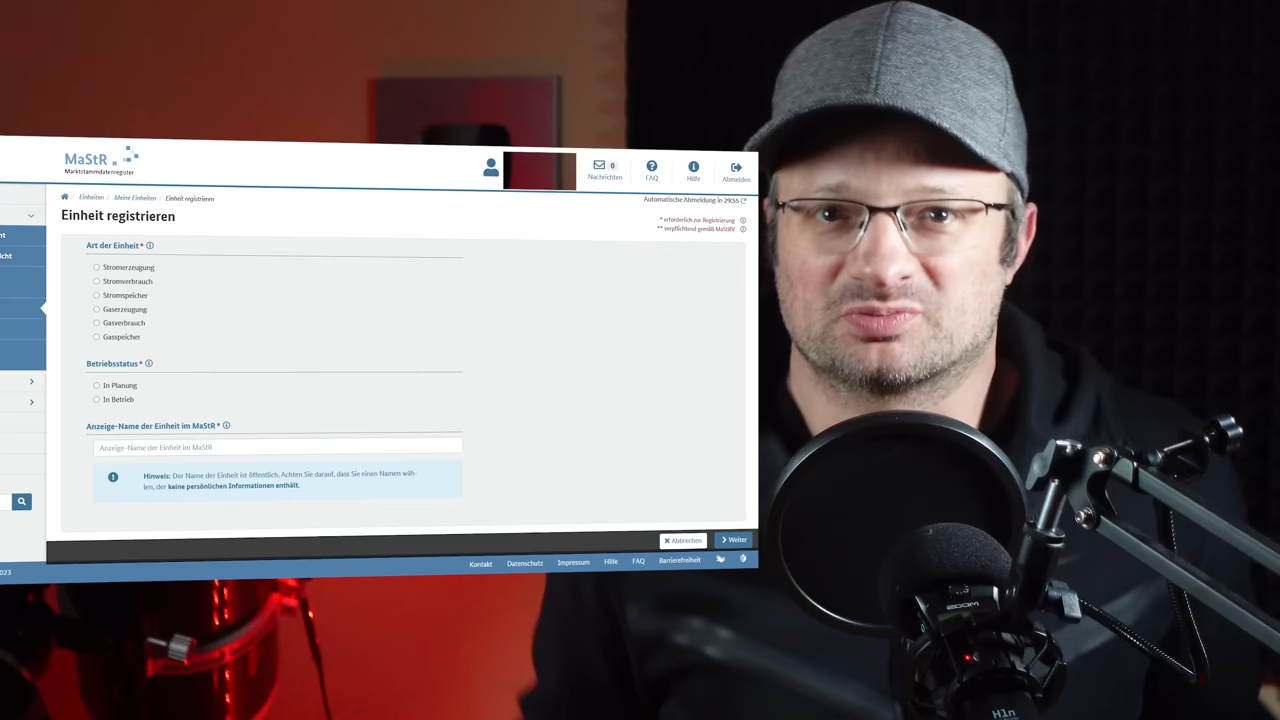 MaStR
Marktstammdatenregister
0
Nachrichten
FAQ
Hilfe
Abmelden
Einheiten / Meine Einheiten / Einheit registrieren
Automatische Abmeldung in 29:55
Einheit registrieren
* erforderlich zur Registrierung
** verpflichtend gemäß MaStRV
nt
icht
Art der Einheit *
Stromerzeugung
Stromverbrauch
Stromspeicher
Gaserzeugung
Gasverbrauch
Gasspeicher
Betriebsstatus *
In Planung
In Betrieb
Anzeige-Name der Einheit im MaStR *
Anzeige-Name der Einheit im MaStR
Hinweis: Der Name der Einheit ist öffentlich. Achten Sie darauf, dass Sie einen Namen wäh-
len, der keine persönlichen Informationen enthält.
Abbrechen
Weiter
023
Kontakt
Datenschutz
Impressum
Hilfe
FAQ
Barrierefreiheit
zoom
H1n